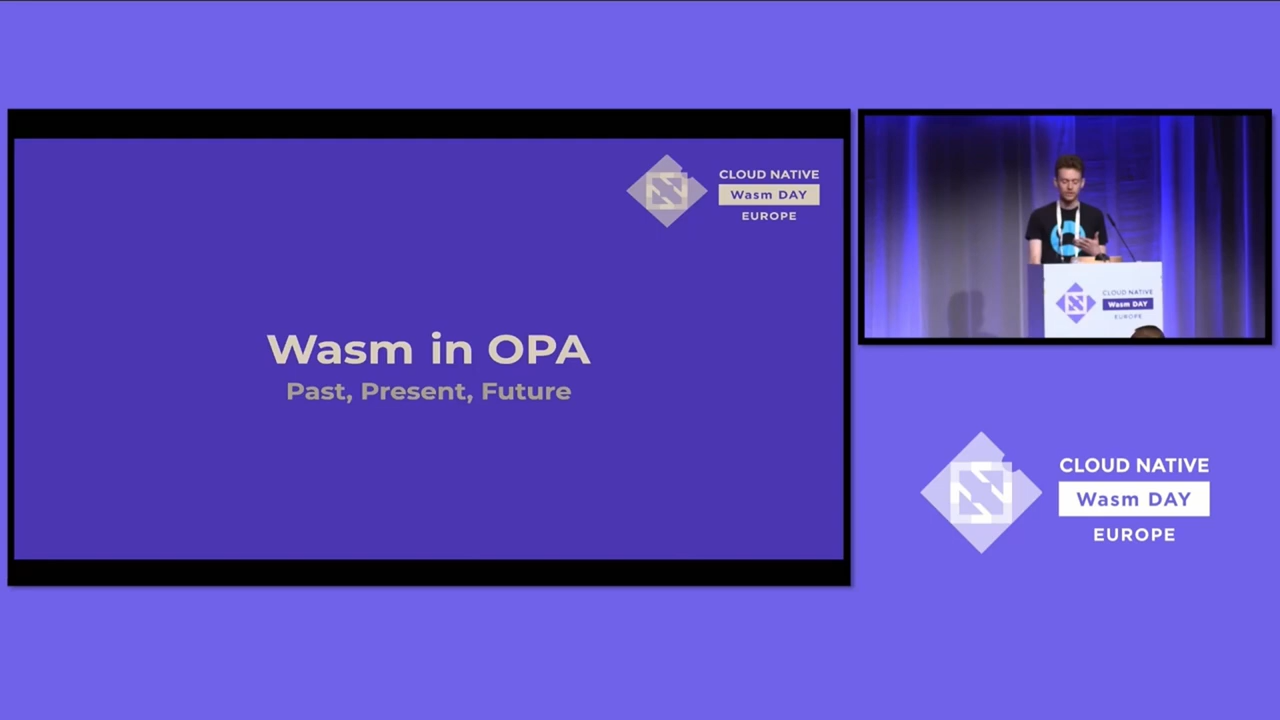 CLOUD NATIVE
Wasm DAY
EUROPE
Wasm in OPA
Past, Present, Future
CLOUD NATIVE
Wasm DAY
EUROPE
CLOUD NATIVE
Wasm DAY
EUROPE